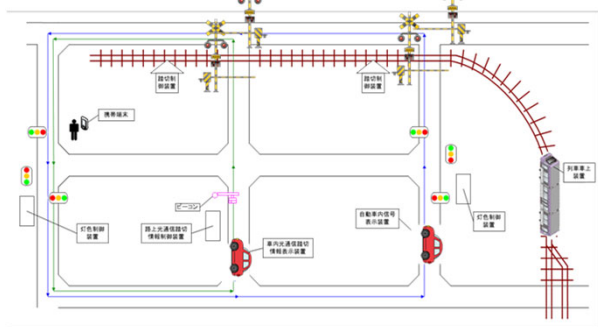 踏切制
御装置
踏切制
御装置
携帯端末
列車車上
装置
ビーコン
灯色制御
装置
路上光通信踏切
情報制御装置
車内光通信踏切
情報表示装置
自動車内信号
表示装置
灯色制御
装置